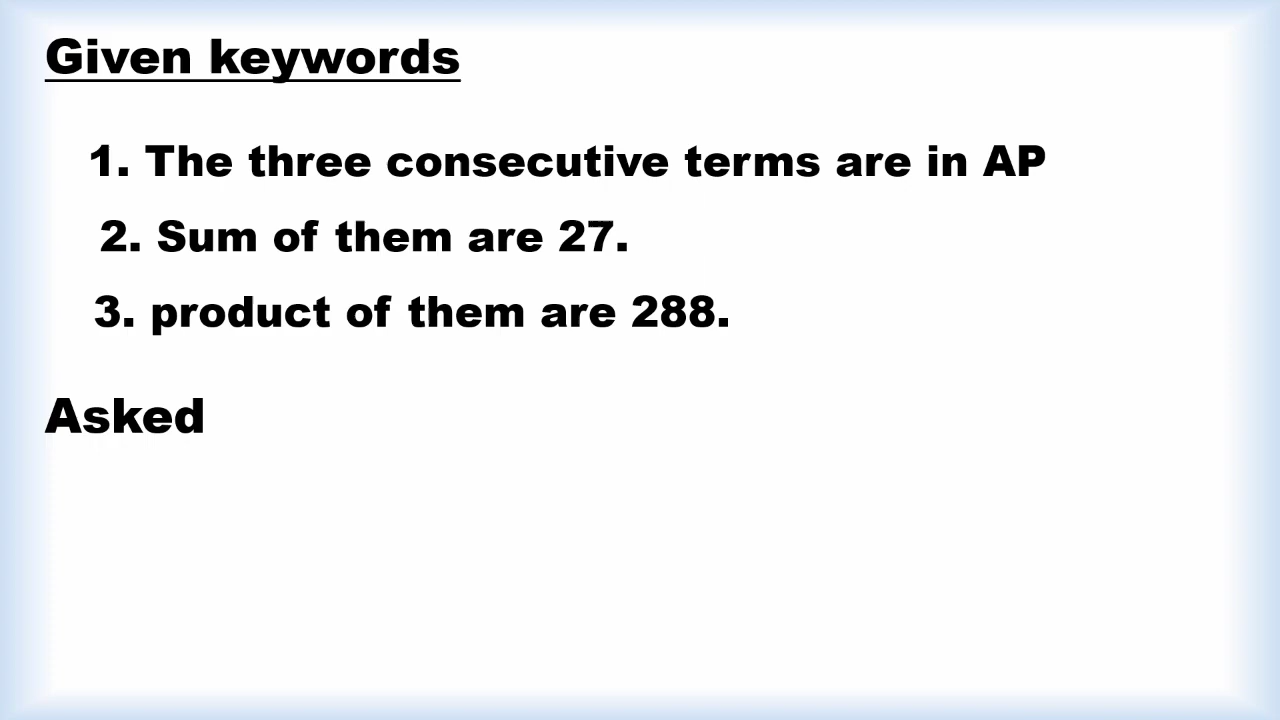 Given keywords
1. The three consecutive terms are in AP
2. Sum of them are 27.
3. product of them are 288.
Asked